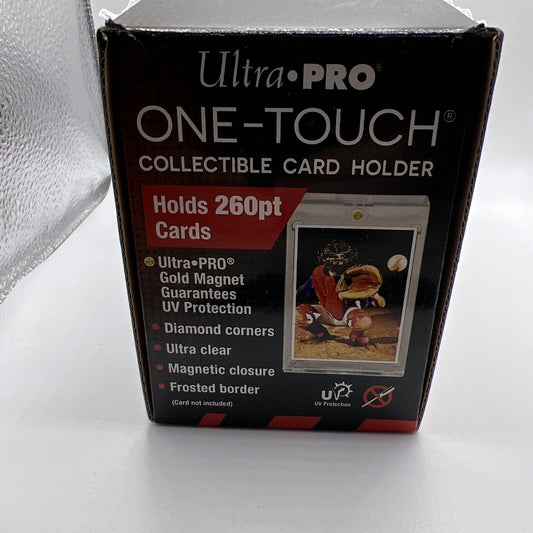 Ultra•PRO®
ONE-TOUCH®
COLLECTIBLE CARD HOLDER
Holds 260pt
Cards
Ultra•PRO®
Gold Magnet
Guarantees
UV Protection
• Diamond corners
• Ultra clear
• Magnetic closure
• Frosted border
(Card not included)
UV
UV Protection